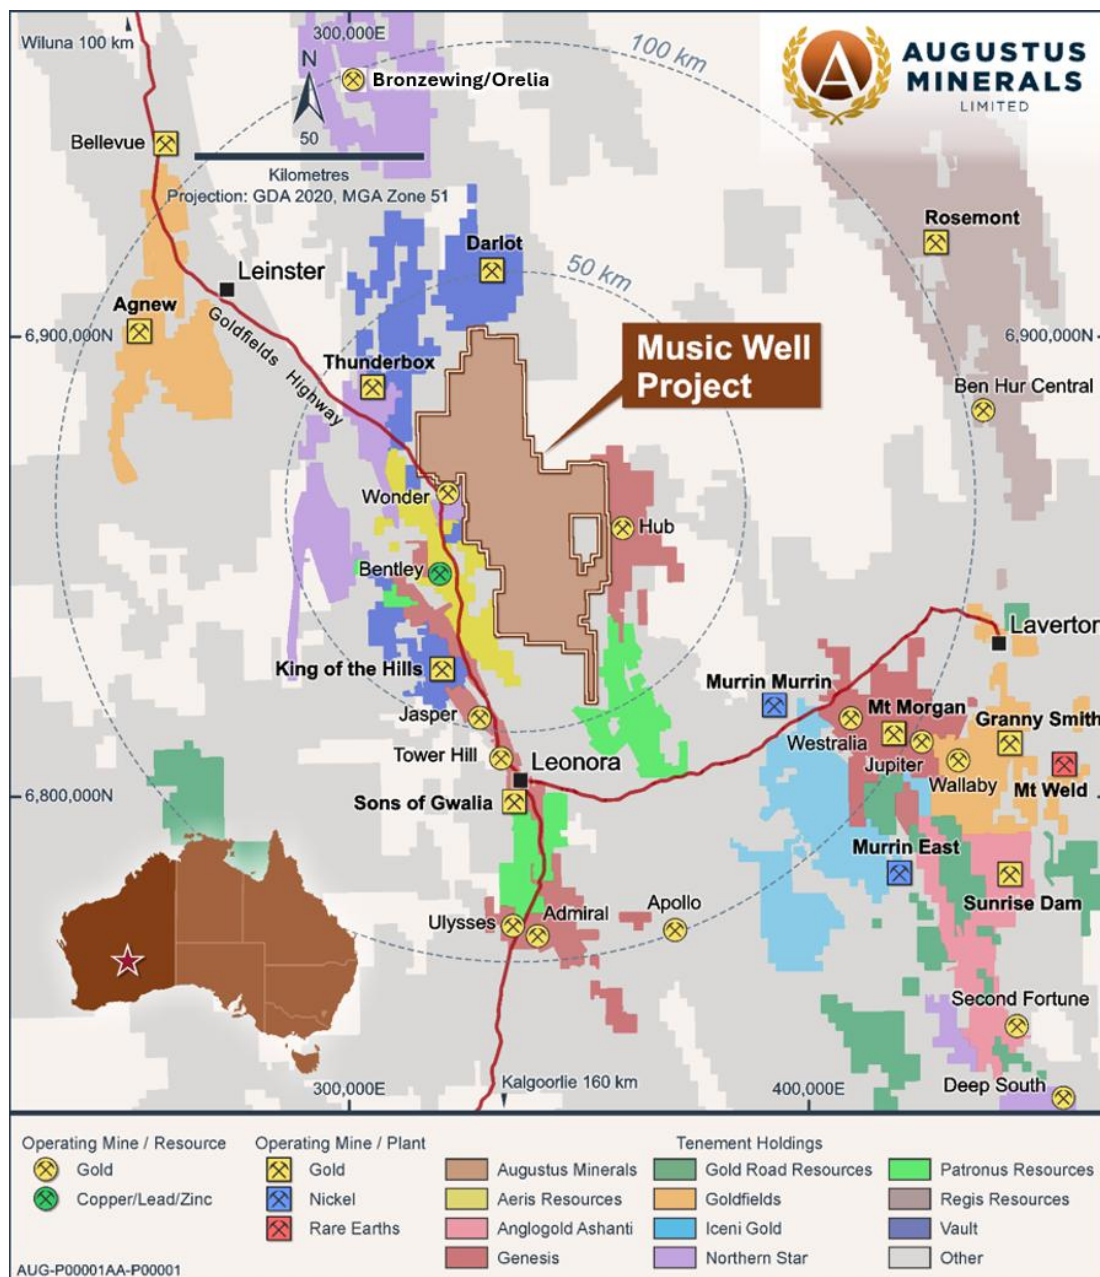 Wiluna 100 km
300,000E
100 km
AUGUSTUS
MINERALS
LIMITED
N
Bronzewing/Orelia
50
Kilometres
Projection: GDA 2020, MGA Zone 51
Bellevue
Rosemont
Darlot
Leinster
50 km
Agnew
Goldfields Highway
6,900,000N
6,900,000N
Music Well
Project
Thunderbox
Ben Hur Central
Wonder
Hub
Bentley
Laverton
King of the Hills
Murrin Murrin
Jasper
Mt Morgan
Granny Smith
Westralia
Jupiter
Tower Hill
Leonora
Wallaby
Mt Weld
6,800,000N
Sons of Gwalia
Murrin East
Sunrise Dam
Ulysses
Admiral
Apollo
Second Fortune
Deep South
300,000E
Kalgoorlie 160 km
400,000E
Operating Mine / Resource
Gold
Copper/Lead/Zinc
Operating Mine / Plant
Gold
Nickel
Rare Earths
Tenement Holdings
Augustus Minerals
Aeris Resources
Anglogold Ashanti
Genesis
Gold Road Resources
Goldfields
Iceni Gold
Northern Star
Patronus Resources
Regis Resources
Vault
Other
AUG-P00001AA-P00001